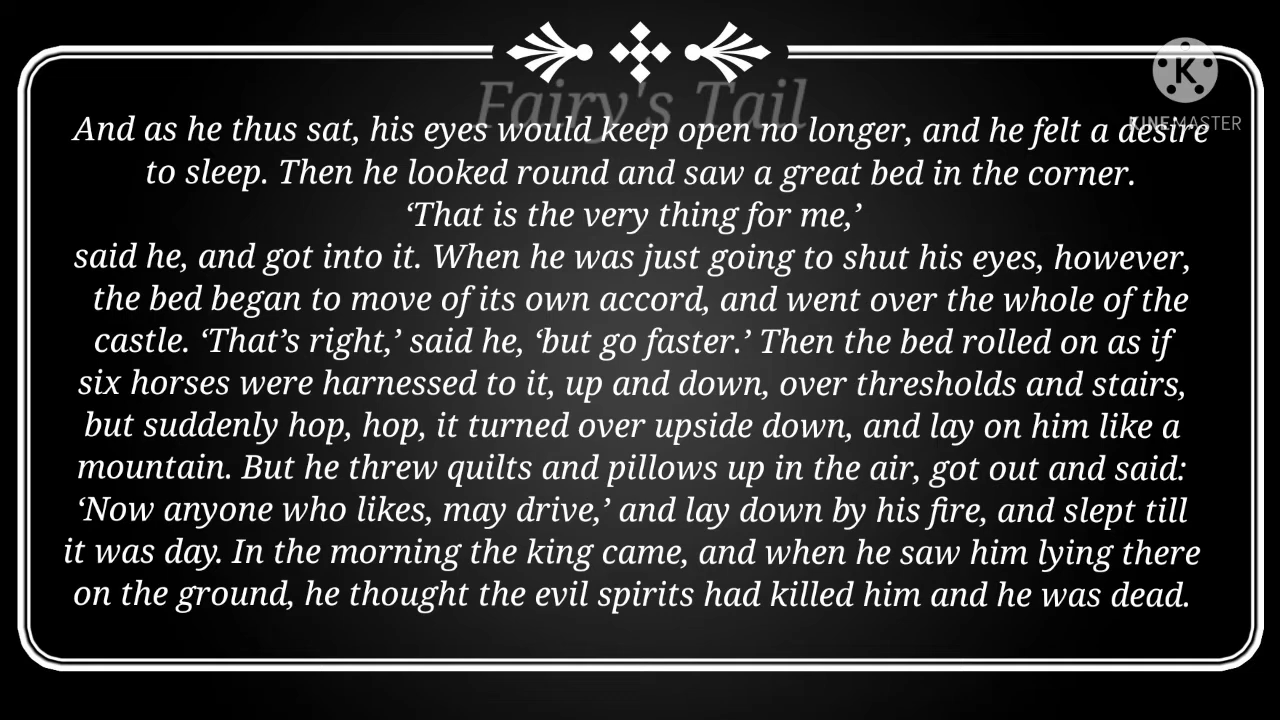 Fairy's Tail
K
KINEMASTER
And as he thus sat, his eyes would keep open no longer, and he felt a desire
to sleep. Then he looked round and saw a great bed in the corner.
‘That is the very thing for me,’
said he, and got into it. When he was just going to shut his eyes, however,
the bed began to move of its own accord, and went over the whole of the
castle. ‘That’s right,’ said he, ‘but go faster.’ Then the bed rolled on as if
six horses were harnessed to it, up and down, over thresholds and stairs,
but suddenly hop, hop, it turned over upside down, and lay on him like a
mountain. But he threw quilts and pillows up in the air, got out and said:
‘Now anyone who likes, may drive,’ and lay down by his fire, and slept till
it was day. In the morning the king came, and when he saw him lying there
on the ground, he thought the evil spirits had killed him and he was dead.